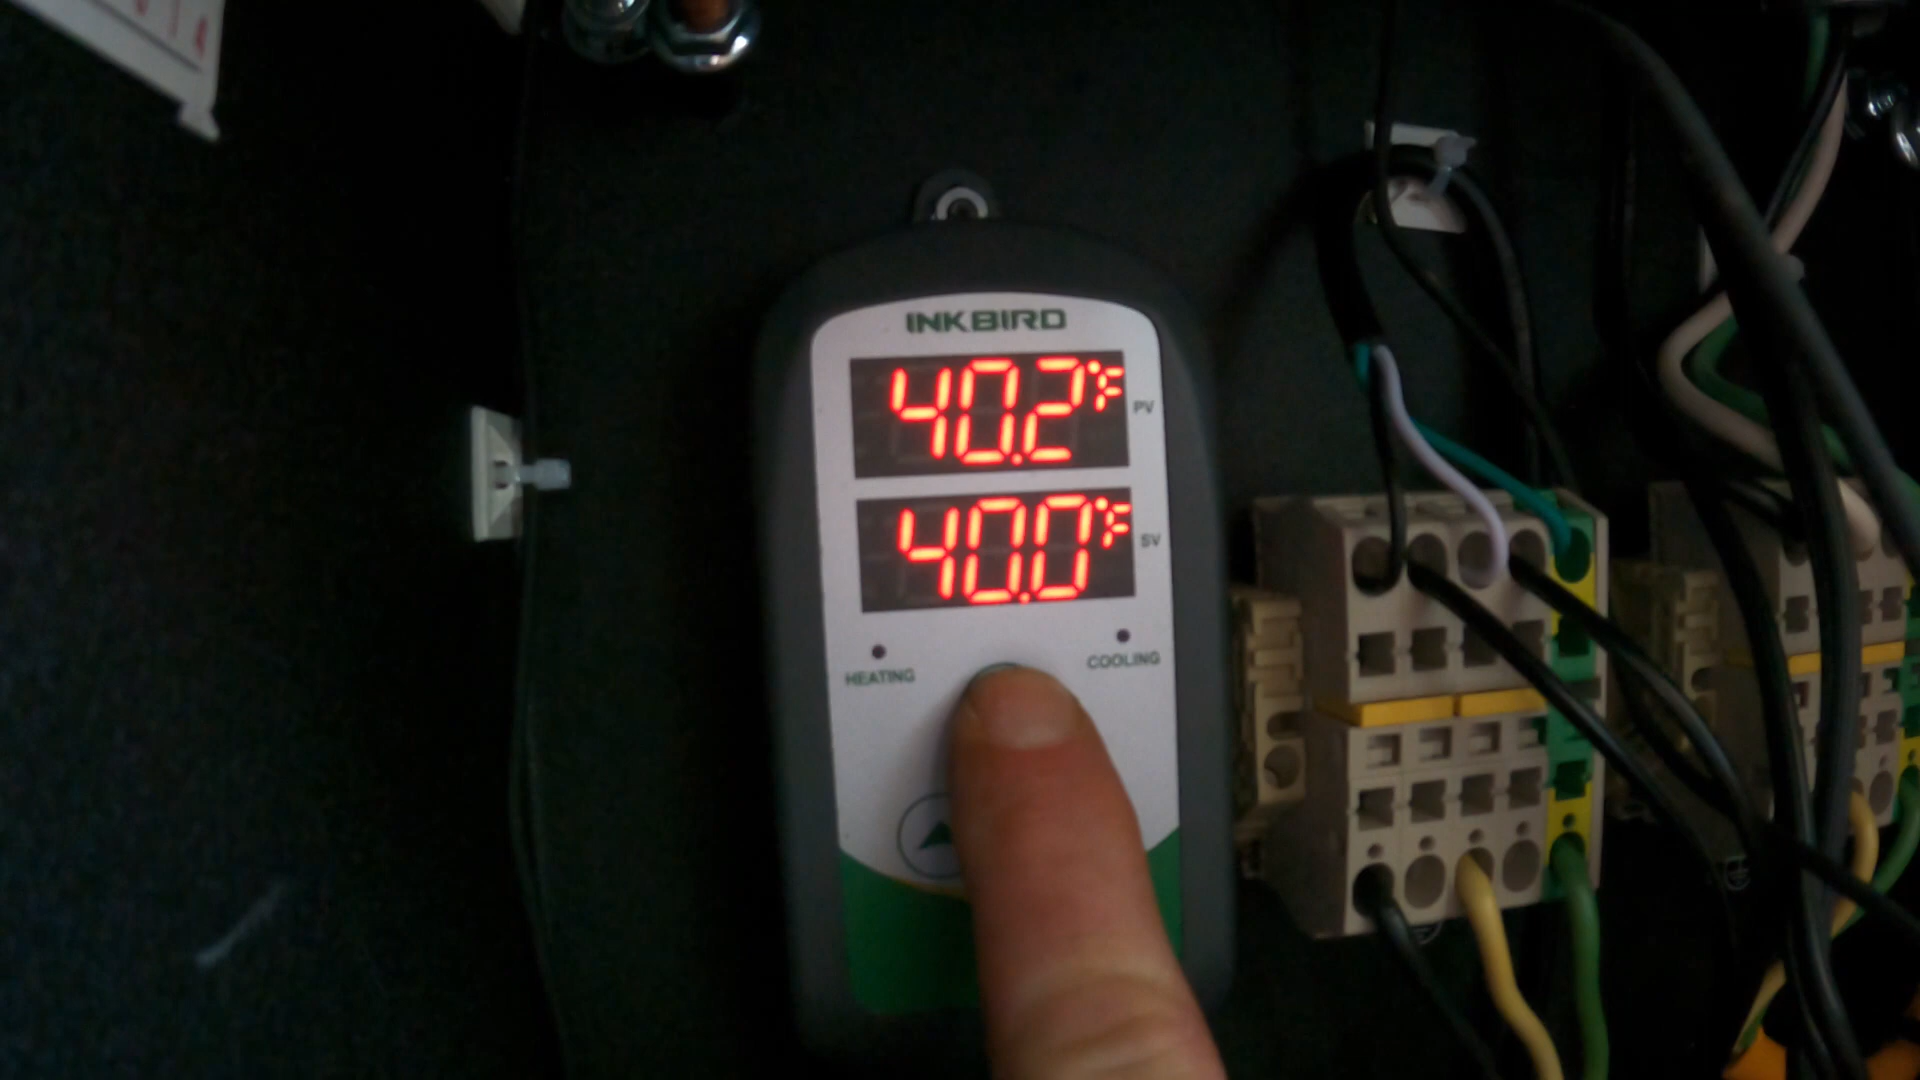 INKBIRD
40.2°F PV
40.0°F SV
HEATING
COOLING